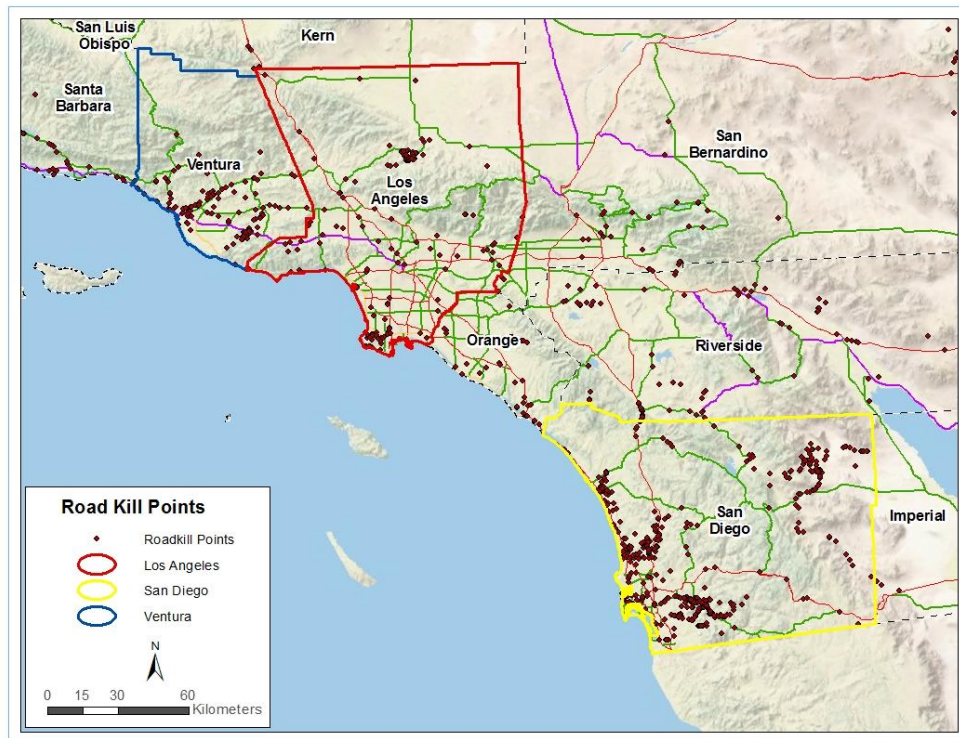 San Luis
Obispo
Kern
Santa
Barbara
San
Bernardino
Ventura
Los
Angeles
Orange
Riverside
San
Diego
Imperial
Road Kill Points
Roadkill Points
Los Angeles
San Diego
Ventura
N
0 15 30 60
Kilometers